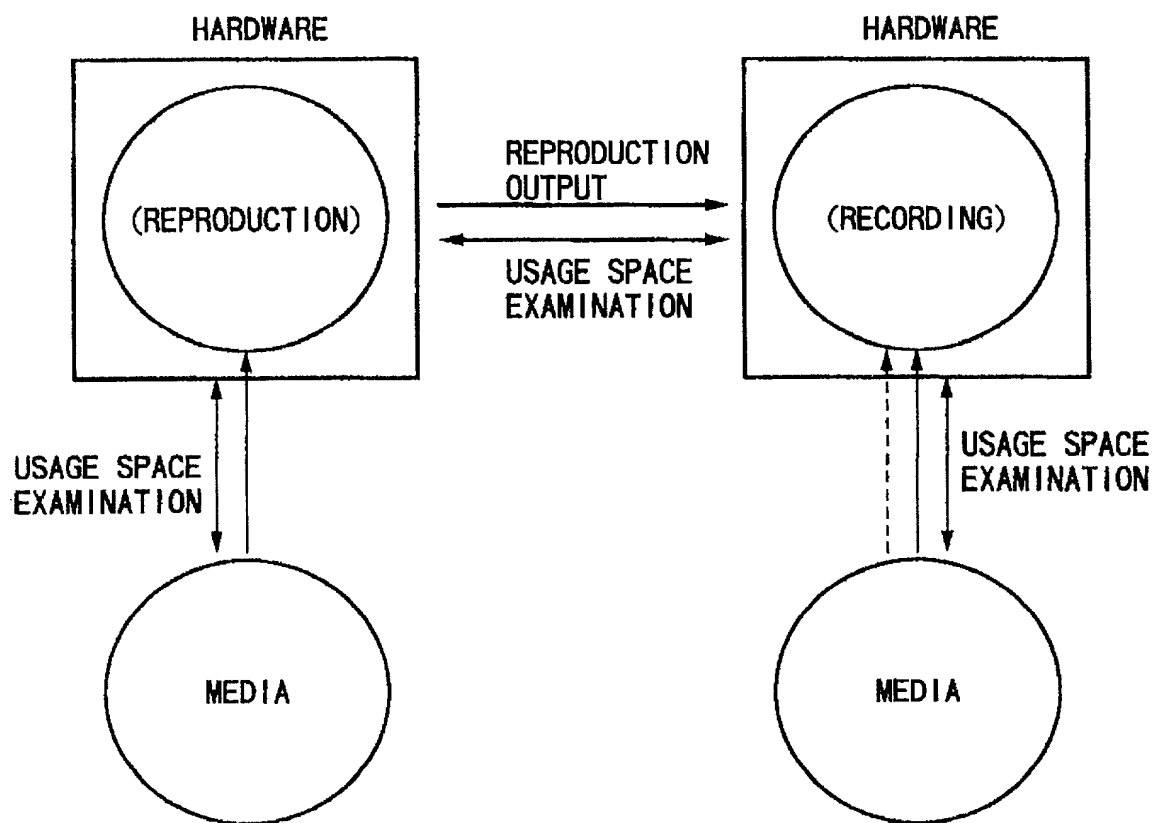 HARDWARE
HARDWARE
REPRODUCTION
OUTPUT
(REPRODUCTION)
(RECORDING)
USAGE SPACE
EXAMINATION
USAGE SPACE
EXAMINATION
USAGE SPACE
EXAMINATION
MEDIA
MEDIA